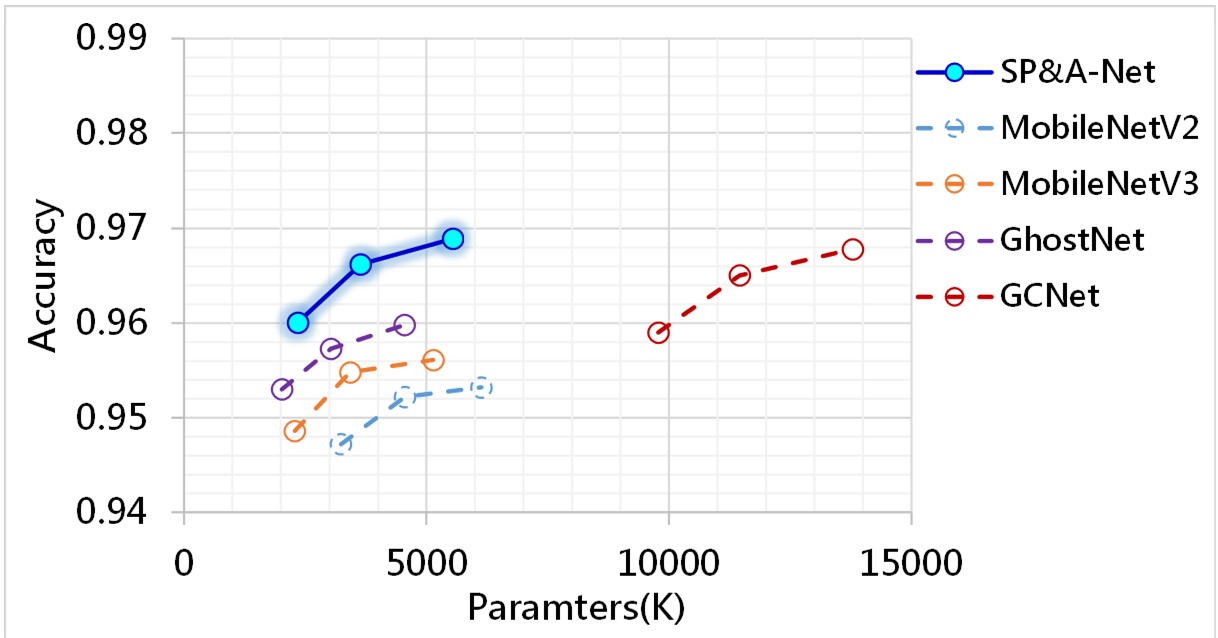 0.99
0.98
0.97
0.96
0.95
0.94
Accuracy
0
5000
10000
15000
Paramters(K)
SP&A-Net
MobileNetV2
MobileNetV3
GhostNet
GCNet